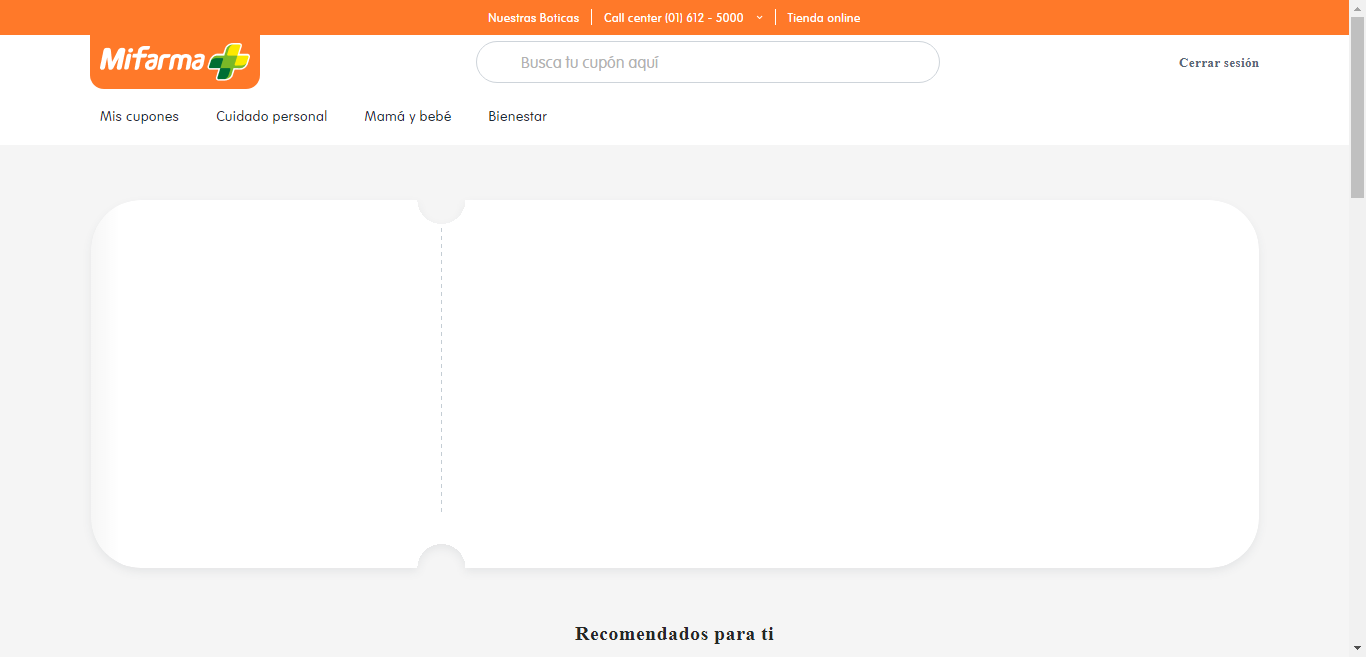 Nuestras Boticas
Call center (01) 612 - 5000
Tienda online
Mifarma
Busca tu cupón aquí
Cerrar sesión
Mis cupones
Cuidado personal
Mamá y bebé
Bienestar
Recomendados para ti